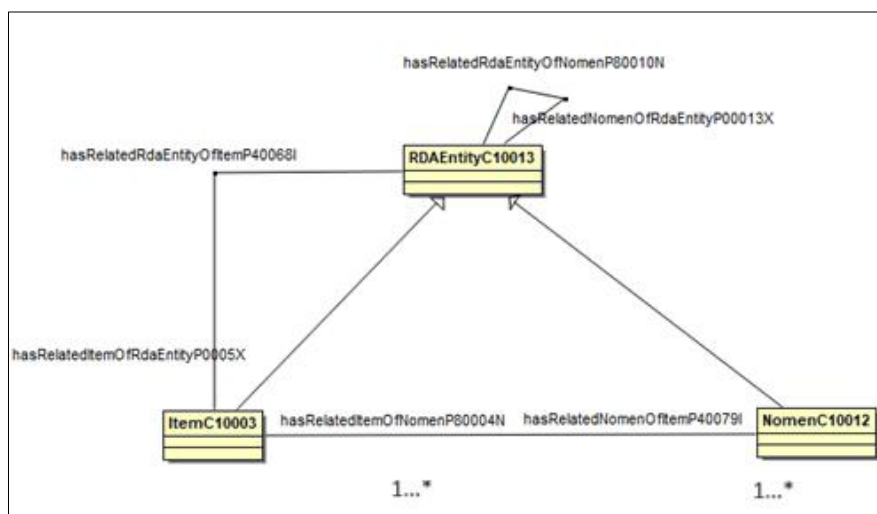 hasRelatedRdaEntityOfNomenP80010N
hasRelatedNomenOfRdaEntityP00013X
hasRelatedRdaEntityOfItemP40068I
RDAEntityC10013
hasRelatedItemOfRdaEntityP0005X
ItemC10003
hasRelatedItemOfNomenP80004N
hasRelatedNomenOfItemP40079I
NomenC10012
1...*
1...*